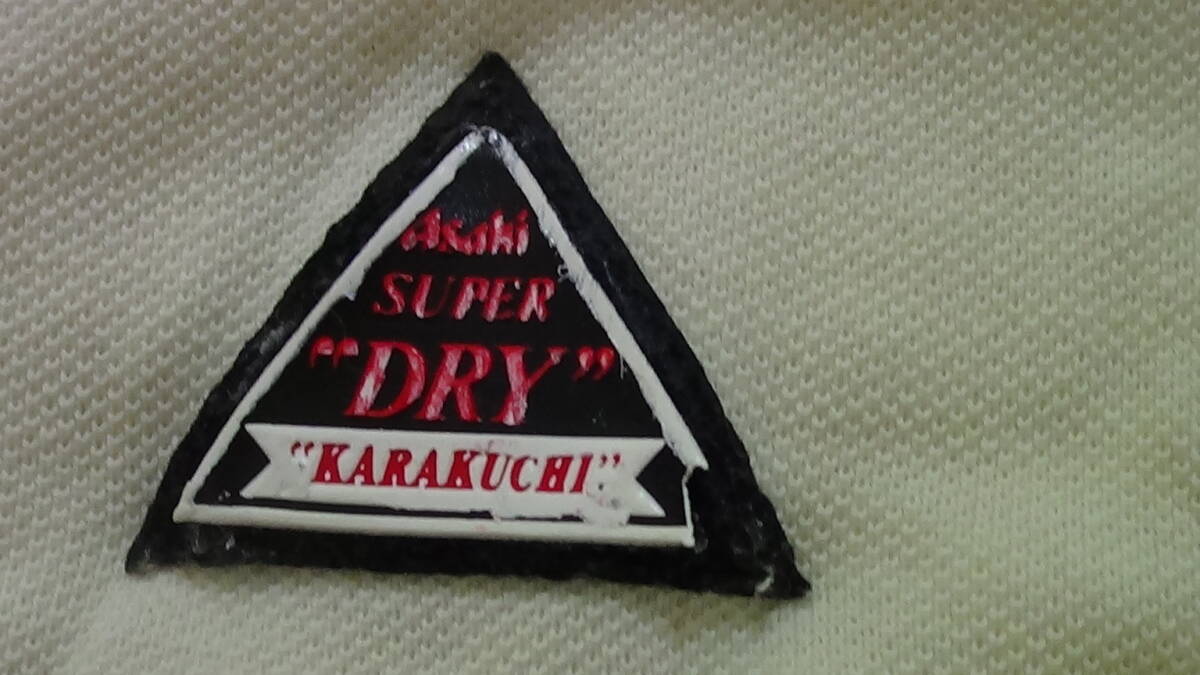 Asahi
SUPER
“DRY”
“KARAKUCHI”